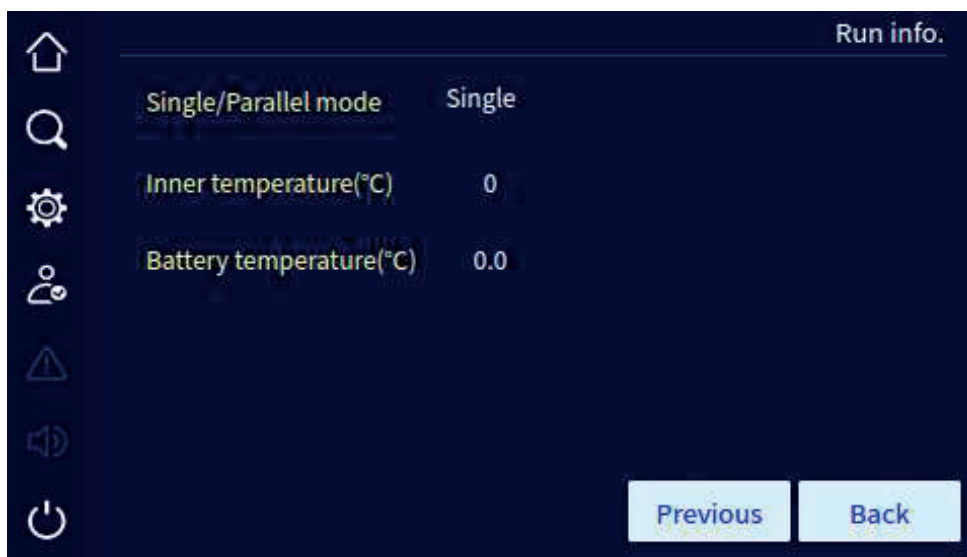 Run info.
Single/Parallel mode Single
Inner temperature(°C) 0
Battery temperature(°C) 0.0
Previous Back